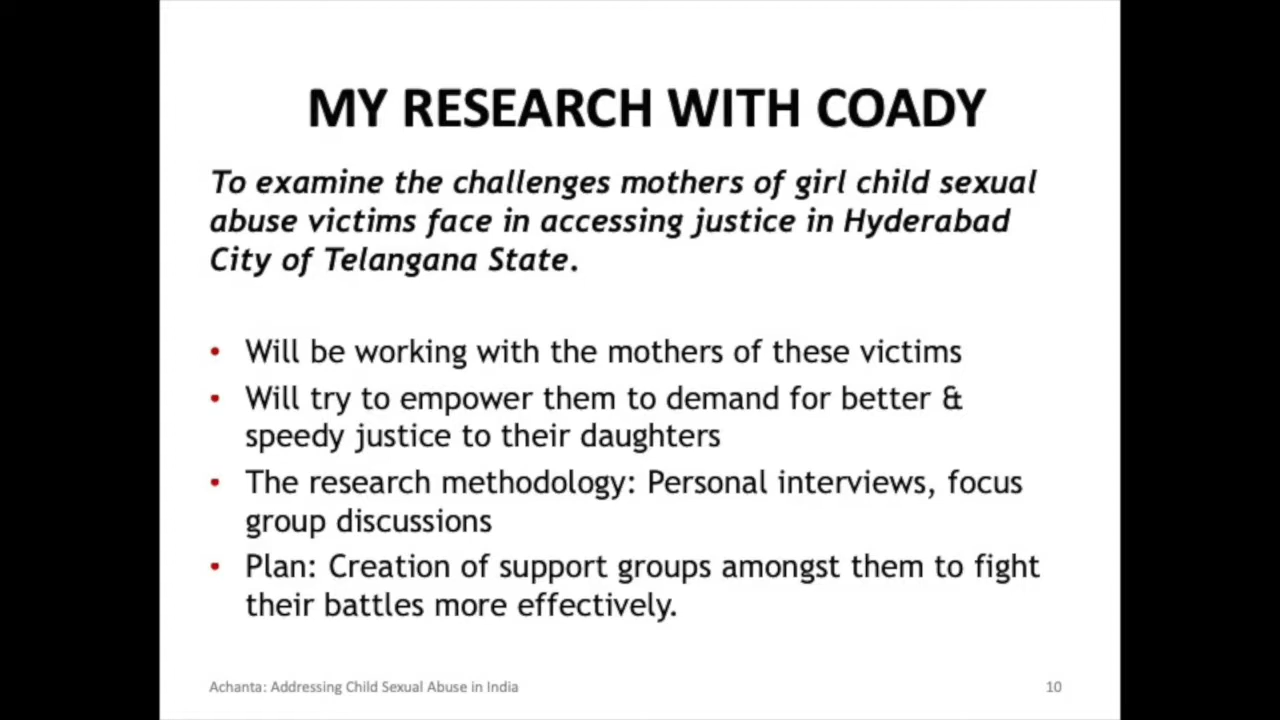 MY RESEARCH WITH COADY
To examine the challenges mothers of girl child sexual
abuse victims face in accessing justice in Hyderabad
City of Telangana State.
• Will be working with the mothers of these victims
• Will try to empower them to demand for better &
speedy justice to their daughters
• The research methodology: Personal interviews, focus
group discussions
• Plan: Creation of support groups amongst them to fight
their battles more effectively.
Achanta: Addressing Child Sexual Abuse in India
10